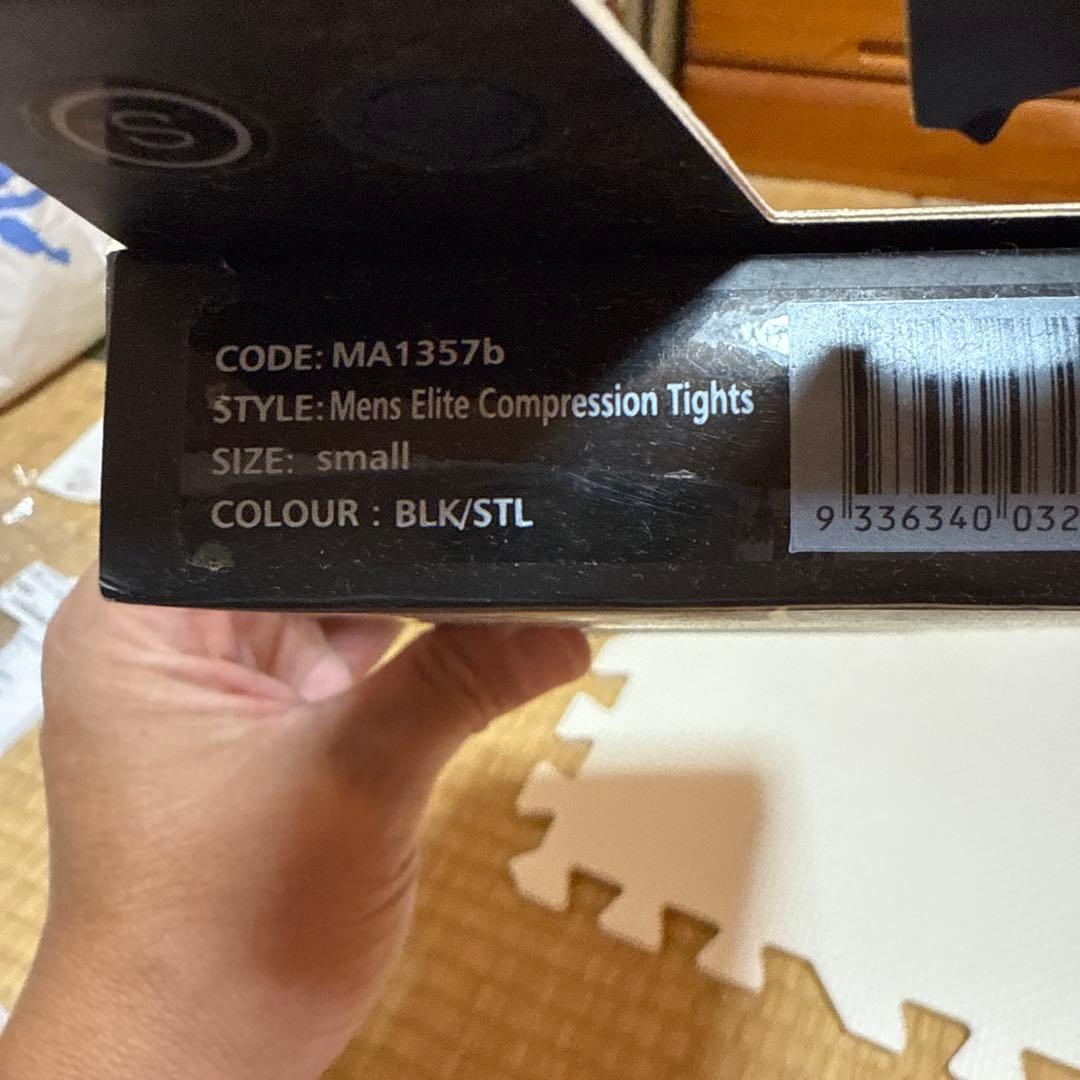 S
CODE: MA1357b
STYLE: Mens Elite Compression Tights
SIZE: small
COLOUR : BLK/STL
9 336340 032